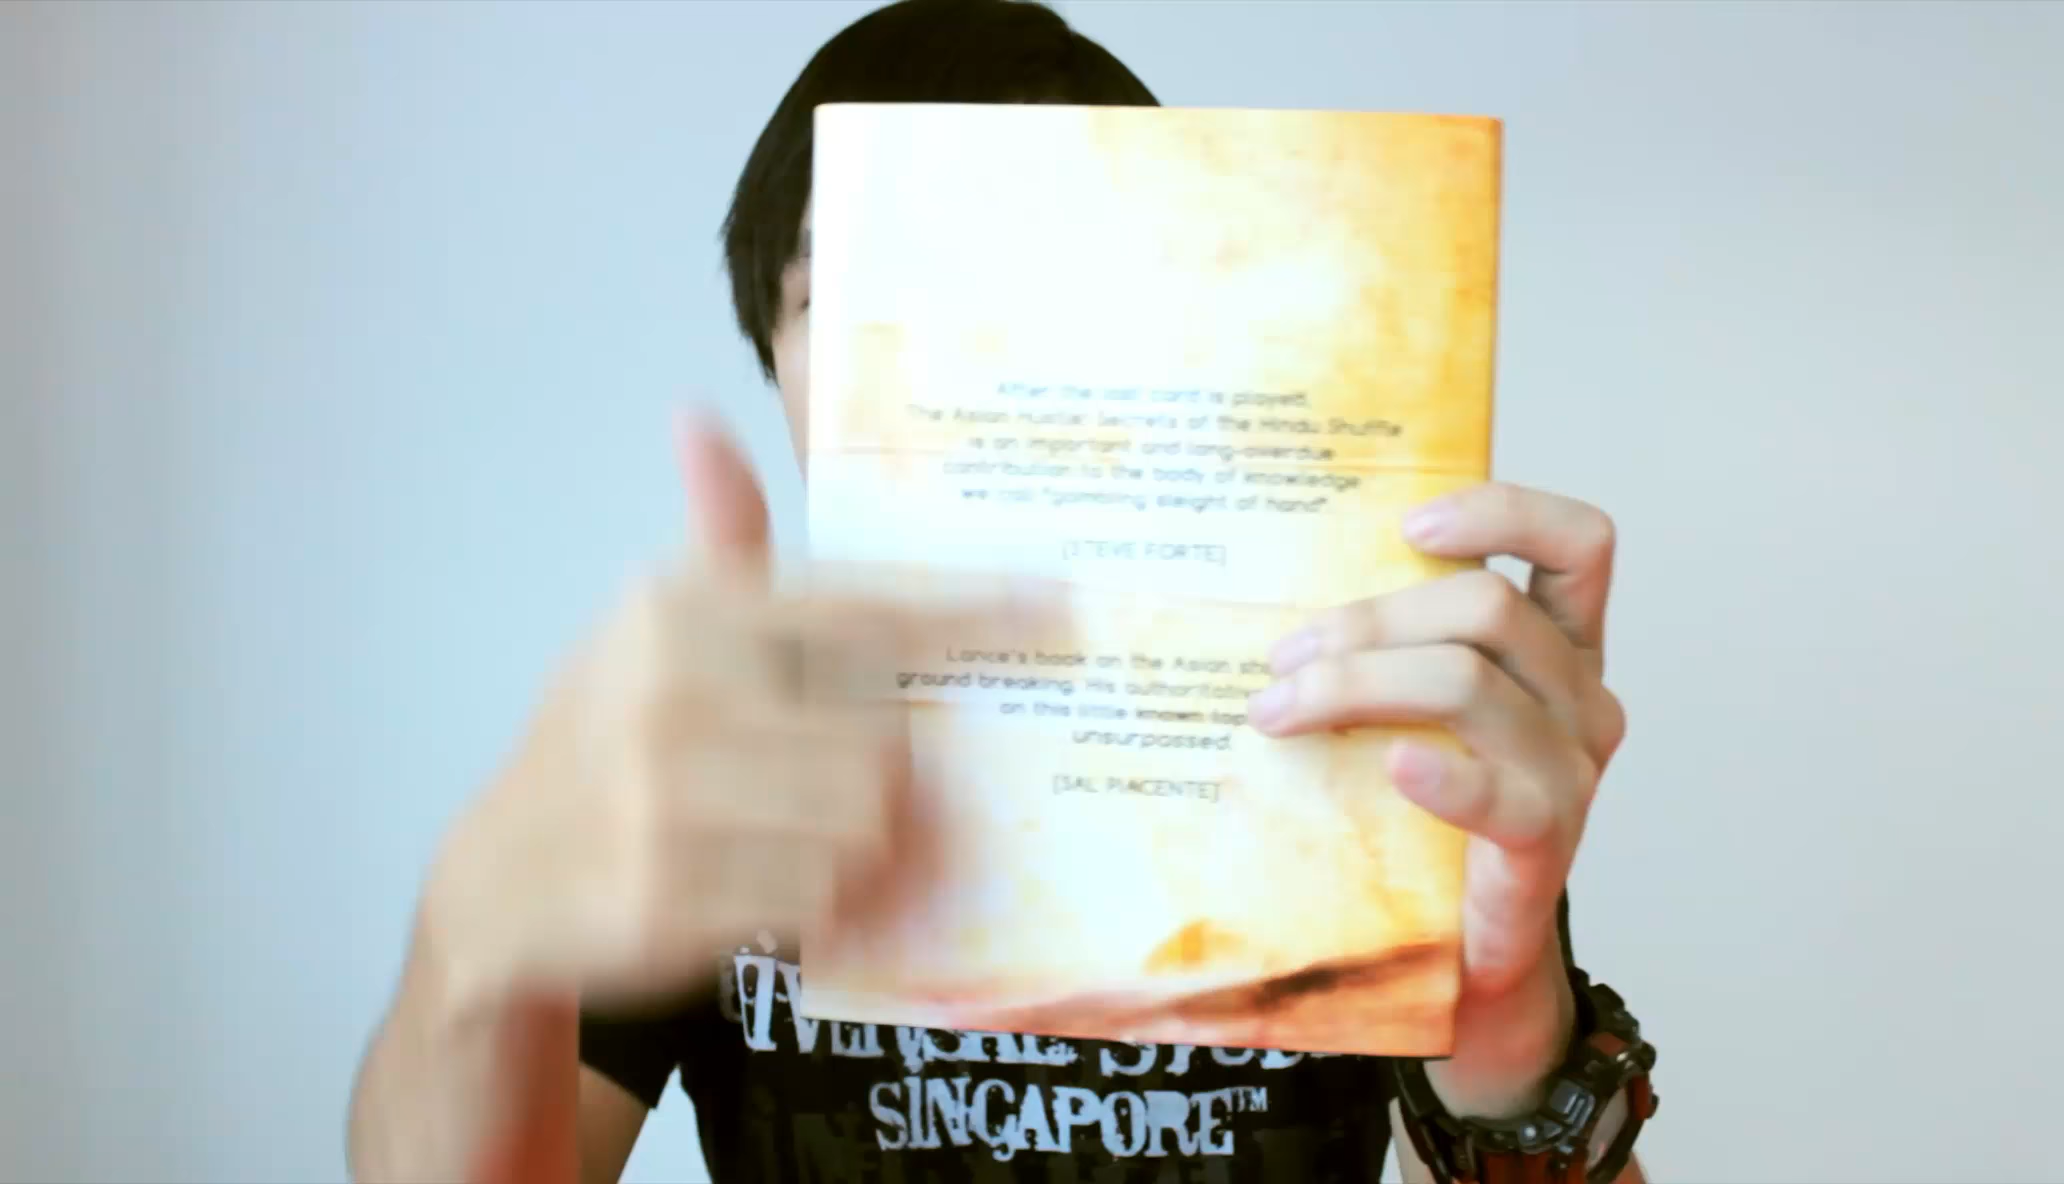 After the last card is played,
The Asian Hustle: Secrets of the Hindu Shuffle
is an important and long-overdue
contribution to the body of knowledge
we call "gambling sleight of hand".
[STEVE FORTE]
Lance's book on the Asian
ground breaking. His
on this little known
unsurpassed.
[SAL PIACENTE]
SINGAPORE™